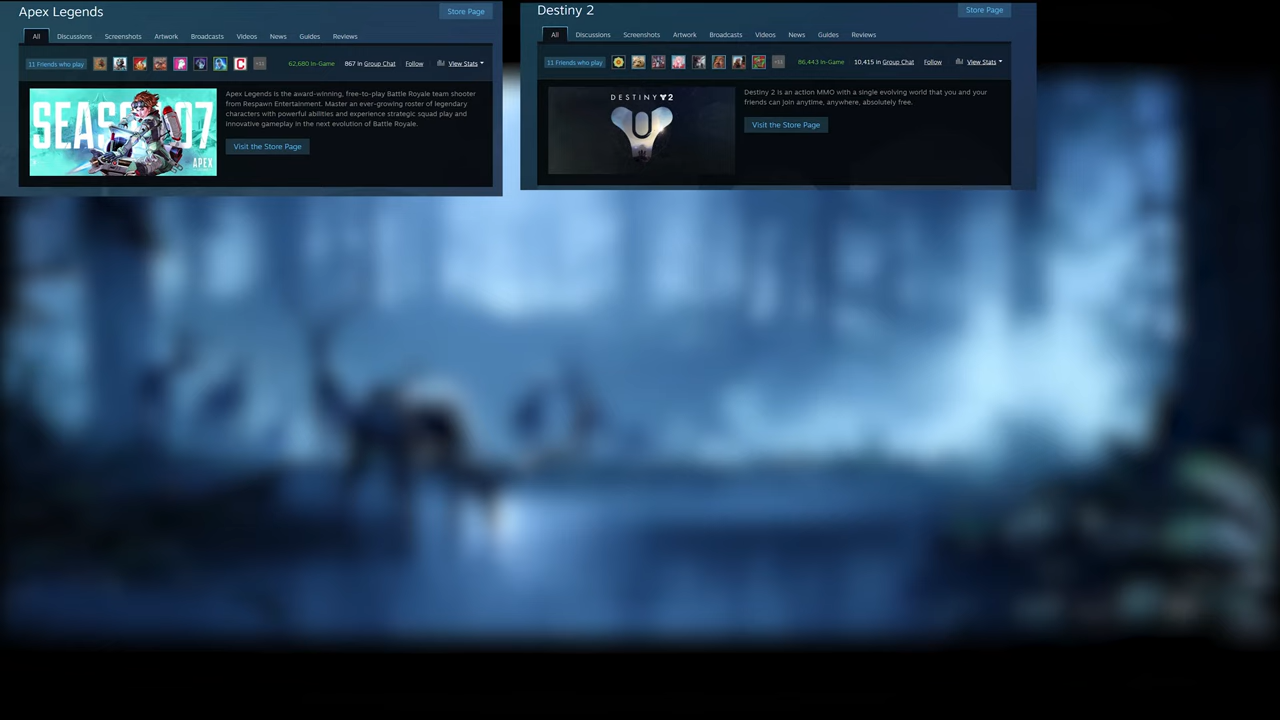 Apex Legends
Store Page
All Discussions Screenshots Artwork Broadcasts Videos News Guides Reviews
11 Friends who play
62,680 In-Game 867 in Group Chat Follow View Stats
SEASON 07
APEX
Apex Legends is the award-winning, free-to-play Battle Royale team shooter
from Respawn Entertainment. Master an ever-growing roster of legendary
characters with powerful abilities and experience strategic squad play and
innovative gameplay in the next evolution of Battle Royale.
Visit the Store Page
Destiny 2
Store Page
All Discussions Screenshots Artwork Broadcasts Videos News Guides Reviews
11 Friends who play
86,443 In-Game 10,415 in Group Chat Follow View Stats
DESTINY 2
Destiny 2 is an action MMO with a single evolving world that you and your
friends can join anytime, anywhere, absolutely free.
Visit the Store Page